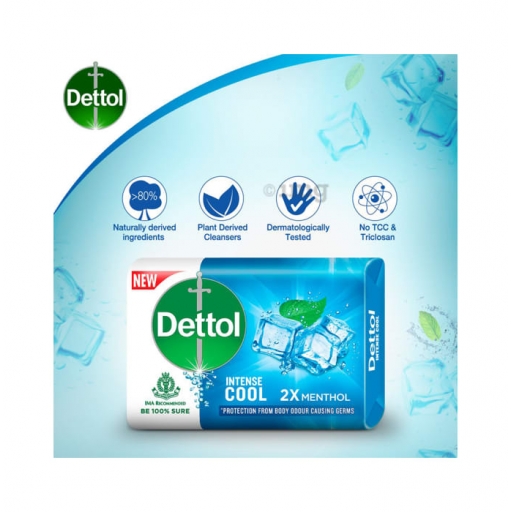 Dettol
>80%
Naturally derived
ingredients
Plant Derived
Cleansers
Dermatologically
Tested
No TCC &
Triclosan
NEW
Dettol
IMA RECOMMENDED
BE 100% SURE
INTENSE
COOL
2X MENTHOL
*PROTECTION FROM BODY ODOUR CAUSING GERMS
Dettol
INTENSE COOL